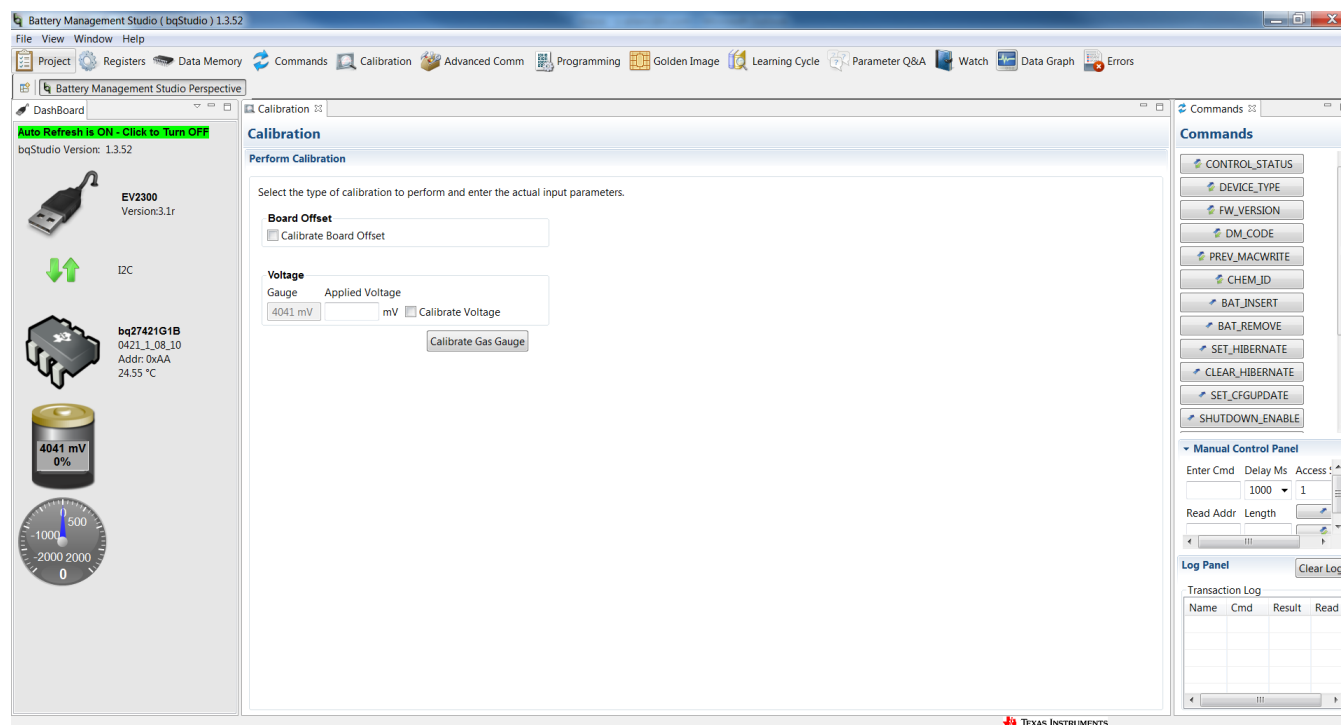 Battery Management Studio ( bqStudio ) 1.3.52
File View Window Help
Project Registers Data Memory Commands Calibration Advanced Comm Programming Golden Image Learning Cycle Parameter Q&A Watch Data Graph Errors
Battery Management Studio Perspective
DashBoard
Auto Refresh is ON - Click to Turn OFF
bqStudio Version: 1.3.52
EV2300
Version:3.1r
I2C
bq27421G1B
0421_1_08_10
Addr: 0xAA
24.55 °C
4041 mV
0%
0
500
-1000
-2000 2000
0
Calibration
Calibration
Perform Calibration
Select the type of calibration to perform and enter the actual input parameters.
Board Offset
Calibrate Board Offset
Voltage
Gauge Applied Voltage
4041 mV mV Calibrate Voltage
Calibrate Gas Gauge
Commands
Commands
CONTROL_STATUS
DEVICE_TYPE
FW_VERSION
DM_CODE
PREV_MACWRITE
CHEM_ID
BAT_INSERT
BAT_REMOVE
SET_HIBERNATE
CLEAR_HIBERNATE
SET_CFGUPDATE
SHUTDOWN_ENABLE
Manual Control Panel
Enter Cmd Delay Ms Access
1000 1
Read Addr Length
Log Panel Clear Log
Transaction Log
Name Cmd Result Read
TEXAS INSTRUMENTS